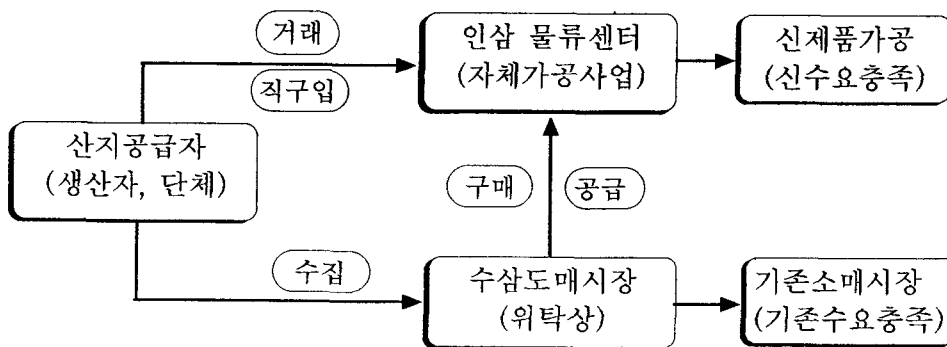 거래
직구입
인삼 물류센터
(자체가공사업)
신제품가공
(신수요충족)
산지공급자
(생산자, 단체)
구매
공급
수집
수삼도매시장
(위탁상)
기존소매시장
(기존수요충족)